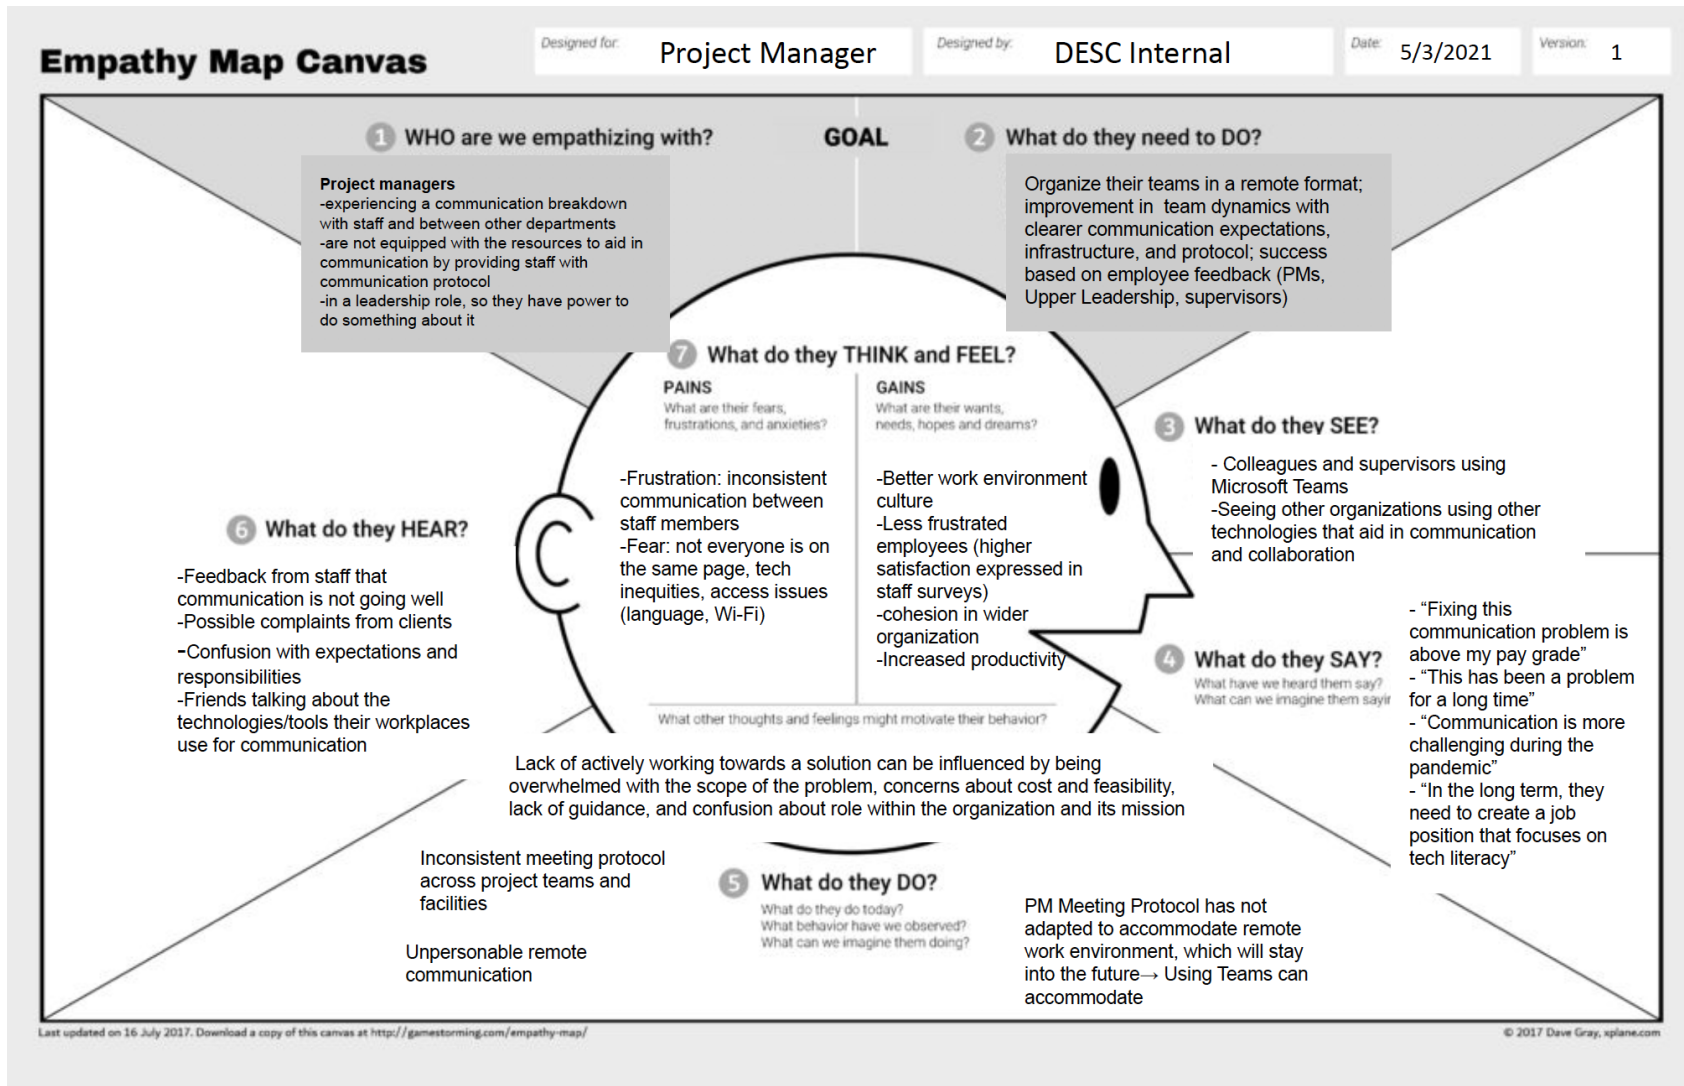 Empathy Map Canvas
Designed for:
Project Manager
Designed by:
DESC Internal
Date:
5/3/2021
Version:
1
1 WHO are we empathizing with?
GOAL
2 What do they need to DO?
Project managers
-experiencing a communication breakdown
with staff and between other departments
-are not equipped with the resources to aid in
communication by providing staff with
communication protocol
-in a leadership role, so they have power to
do something about it
Organize their teams in a remote format;
improvement in  team dynamics with
clearer communication expectations,
infrastructure, and protocol; success
based on employee feedback (PMs,
Upper Leadership, supervisors)
7 What do they THINK and FEEL?
PAINS
What are their fears,
frustrations, and anxieties?
-Frustration: inconsistent
communication between
staff members
-Fear: not everyone is on
the same page, tech
inequities, access issues
(language, Wi-Fi)
GAINS
What are their wants,
needs, hopes and dreams?
-Better work environment
culture
-Less frustrated
employees (higher
satisfaction expressed in
staff surveys)
-cohesion in wider
organization
-Increased productivity
What other thoughts and feelings might motivate their behavior?
Lack of actively working towards a solution can be influenced by being
overwhelmed with the scope of the problem, concerns about cost and feasibility,
lack of guidance, and confusion about role within the organization and its mission
3 What do they SEE?
- Colleagues and supervisors using
Microsoft Teams
-Seeing other organizations using other
technologies that aid in communication
and collaboration
4 What do they SAY?
What have we heard them say?
What can we imagine them sayin
- “Fixing this
communication problem is
above my pay grade”
- “This has been a problem
for a long time”
- “Communication is more
challenging during the
pandemic”
- “In the long term, they
need to create a job
position that focuses on
tech literacy”
5 What do they DO?
What do they do today?
What behavior have we observed?
What can we imagine them doing?
Inconsistent meeting protocol
across project teams and
facilities
Unpersonable remote
communication
PM Meeting Protocol has not
adapted to accommodate remote
work environment, which will stay
into the future→ Using Teams can
accommodate
6 What do they HEAR?
-Feedback from staff that
communication is not going well
-Possible complaints from clients
-Confusion with expectations and
responsibilities
-Friends talking about the
technologies/tools their workplaces
use for communication
Last updated on 16 July 2017. Download a copy of this canvas at http://gamestorming.com/empathy-map/
© 2017 Dave Gray, xplane.com